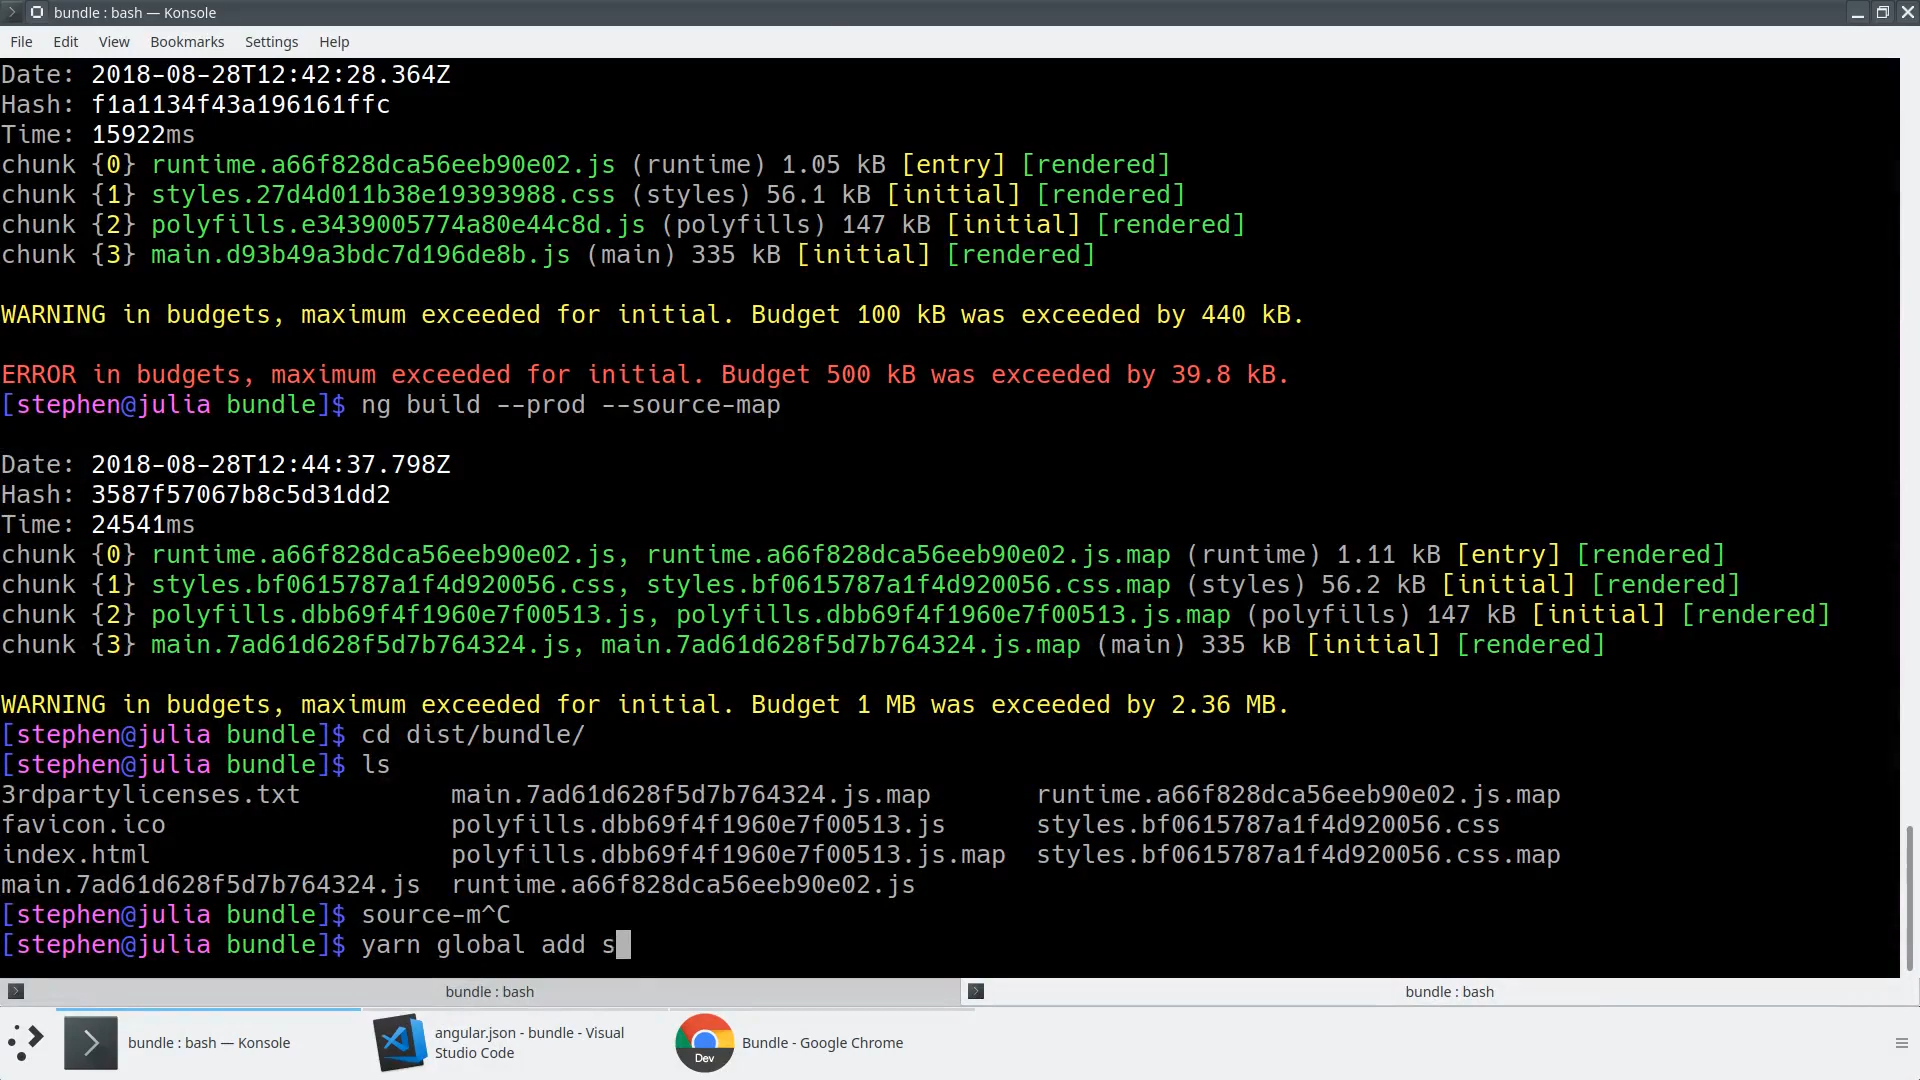 bundle : bash — Konsole
File Edit View Bookmarks Settings Help
Date: 2018-08-28T12:42:28.364Z
Hash: f1a1134f43a196161ffc
Time: 15922ms
chunk {0} runtime.a66f828dca56eeb90e02.js (runtime) 1.05 kB [entry] [rendered]
chunk {1} styles.27d4d011b38e19393988.css (styles) 56.1 kB [initial] [rendered]
chunk {2} polyfills.e3439005774a80e44c8d.js (polyfills) 147 kB [initial] [rendered]
chunk {3} main.d93b49a3bdc7d196de8b.js (main) 335 kB [initial] [rendered]
WARNING in budgets, maximum exceeded for initial. Budget 100 kB was exceeded by 440 kB.
ERROR in budgets, maximum exceeded for initial. Budget 500 kB was exceeded by 39.8 kB.
[stephen@julia bundle]$ ng build --prod --source-map
Date: 2018-08-28T12:44:37.798Z
Hash: 3587f57067b8c5d31dd2
Time: 24541ms
chunk {0} runtime.a66f828dca56eeb90e02.js, runtime.a66f828dca56eeb90e02.js.map (runtime) 1.11 kB [entry] [rendered]
chunk {1} styles.bf0615787a1f4d920056.css, styles.bf0615787a1f4d920056.css.map (styles) 56.2 kB [initial] [rendered]
chunk {2} polyfills.dbb69f4f1960e7f00513.js, polyfills.dbb69f4f1960e7f00513.js.map (polyfills) 147 kB [initial] [rendered]
chunk {3} main.7ad61d628f5d7b764324.js, main.7ad61d628f5d7b764324.js.map (main) 335 kB [initial] [rendered]
WARNING in budgets, maximum exceeded for initial. Budget 1 MB was exceeded by 2.36 MB.
[stephen@julia bundle]$ cd dist/bundle/
[stephen@julia bundle]$ ls
3rdpartylicenses.txt main.7ad61d628f5d7b764324.js.map runtime.a66f828dca56eeb90e02.js.map
favicon.ico polyfills.dbb69f4f1960e7f00513.js styles.bf0615787a1f4d920056.css
index.html polyfills.dbb69f4f1960e7f00513.js.map styles.bf0615787a1f4d920056.css.map
main.7ad61d628f5d7b764324.js runtime.a66f828dca56eeb90e02.js
[stephen@julia bundle]$ source-m^C
[stephen@julia bundle]$ yarn global add s
bundle : bash bundle : bash
bundle : bash — Konsole
angular.json - bundle - Visual
Studio Code
Dev
Bundle - Google Chrome